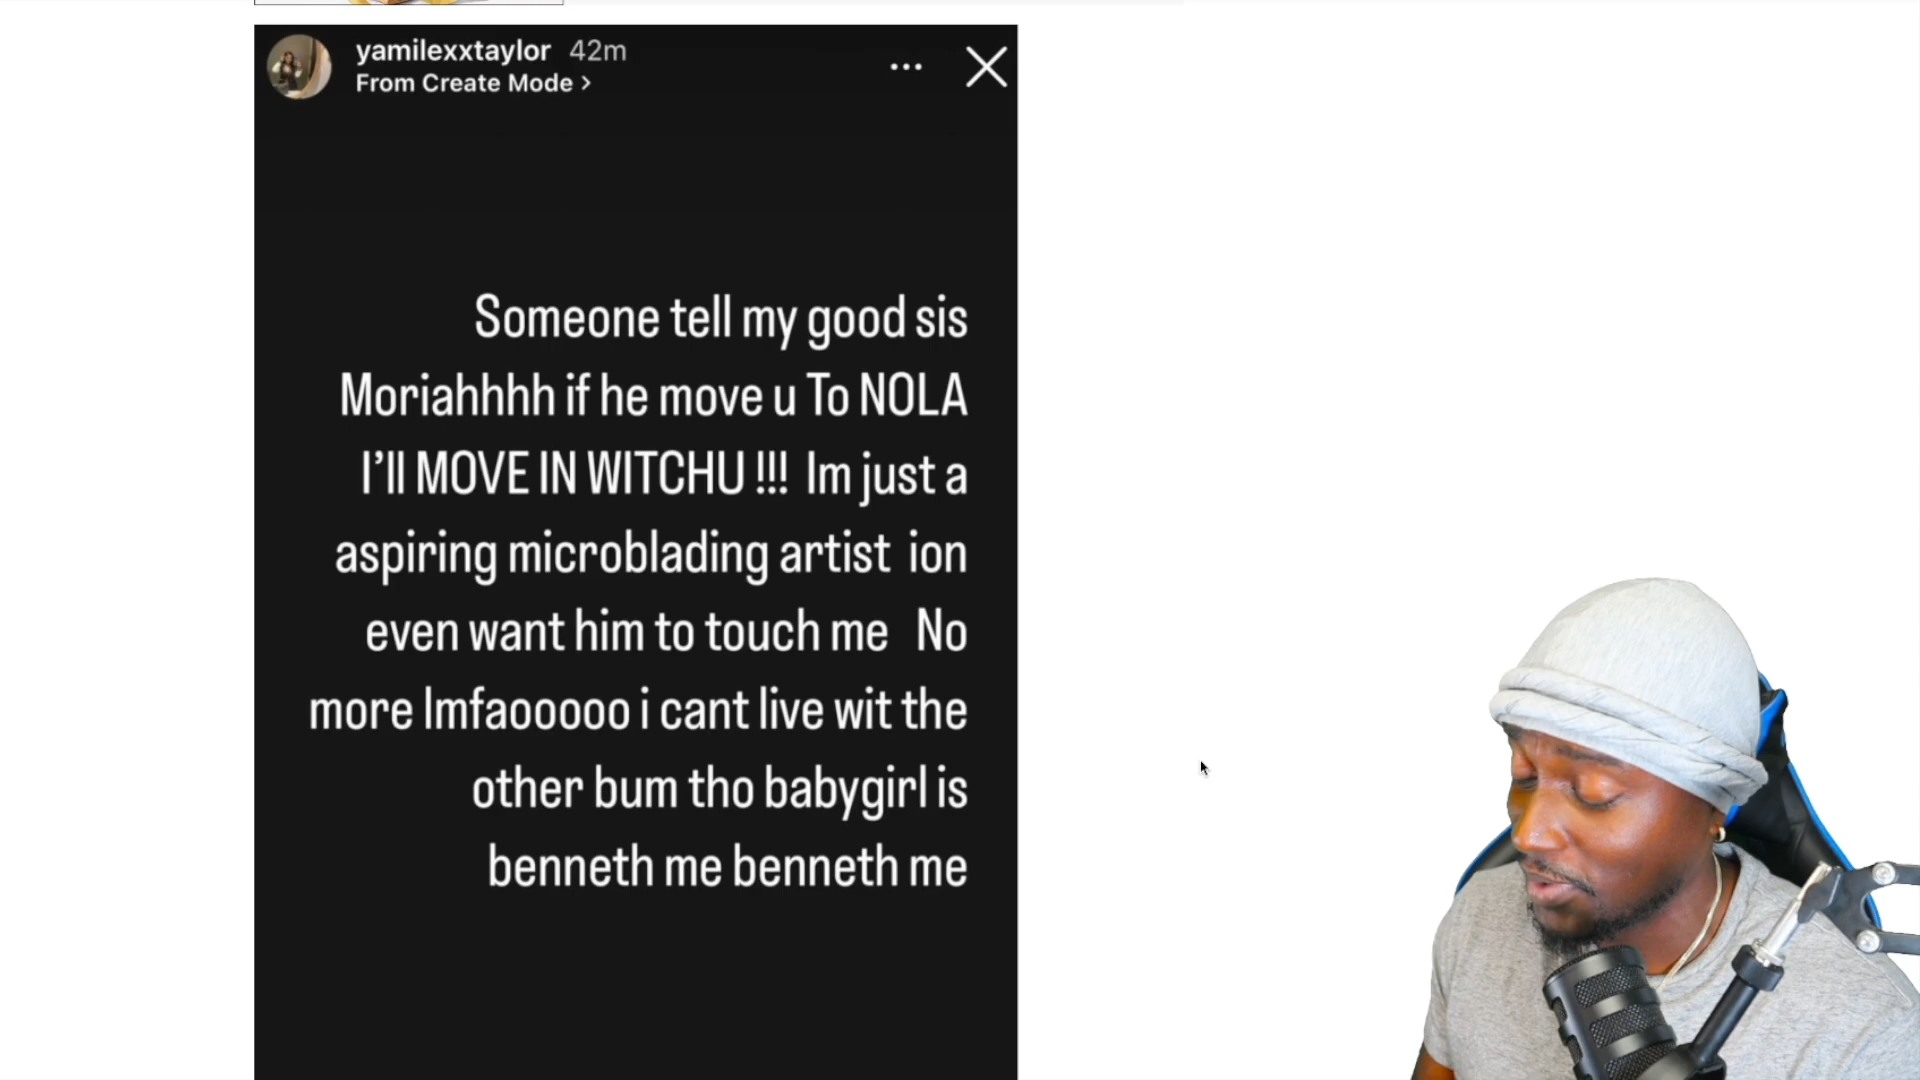 yamilexxtaylor 42m
From Create Mode >
Someone tell my good sis
Moriahhhh if he move u To NOLA
I'll MOVE IN WITCHU !!! Im just a
aspiring microblading artist ion
even want him to touch me No
more lmfaooooo i cant live wit the
other bum tho babygirl is
benneth me benneth me